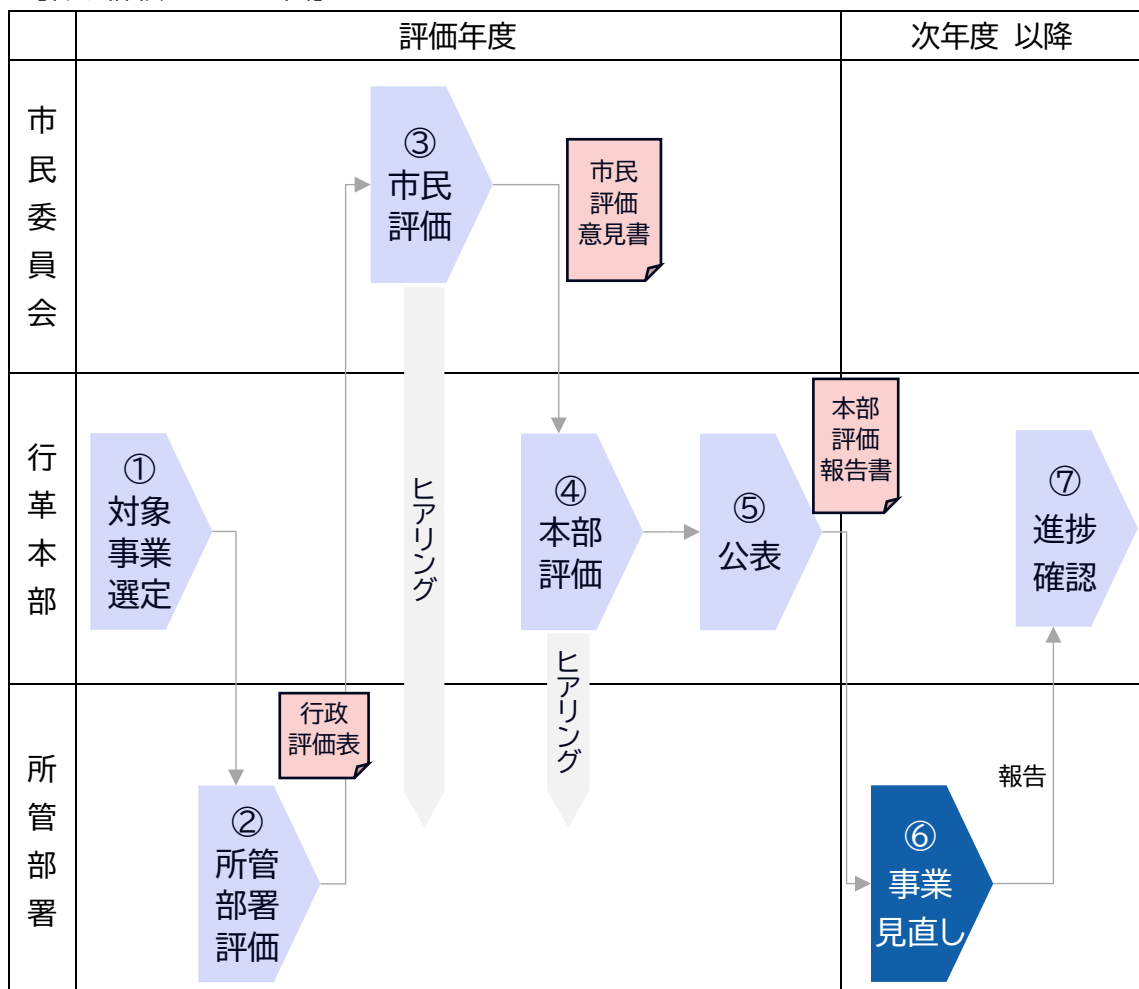 評価年度
次年度 以降
市民委員会
③
市民
評価
市民
評価
意見書
行革本部
①
対象
事業
選定
ヒアリング
④
本部
評価
⑤
公表
本部
評価
報告書
⑦
進捗
確認
ヒアリング
所管部署
行政
評価表
②
所管
部署
評価
報告
⑥
事業
見直し